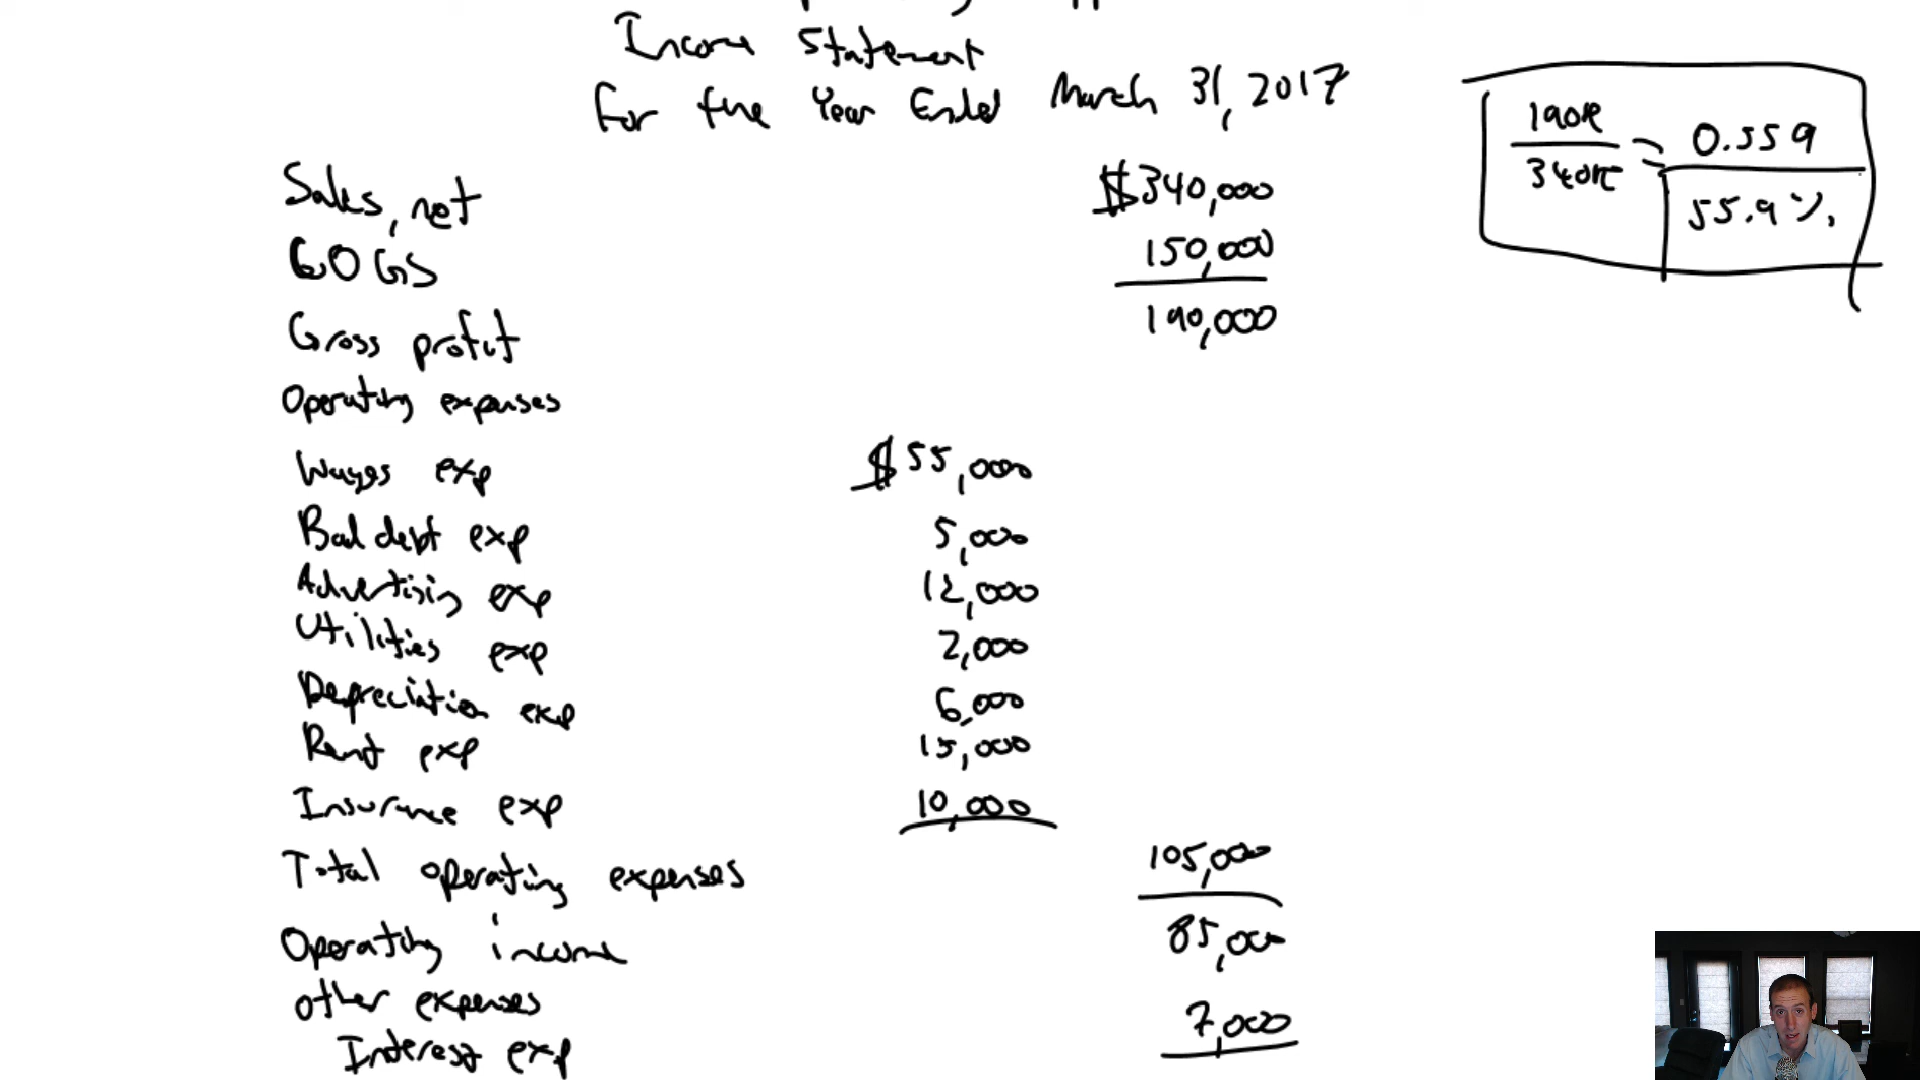 Income Statement
For the Year Ended March 31, 2017
190K
340K
= 0.559
55.9%
Sales, net $340,000
COGS 150,000
Gross profit 190,000
Operating expenses
Wages exp $55,000
Bad debt exp 5,000
Advertising exp 12,000
Utilities exp 2,000
Depreciation exp 6,000
Rent exp 15,000
Insurance exp 10,000
Total operating expenses 105,000
Operating income 85,000
Other expenses
Interest exp 7,000